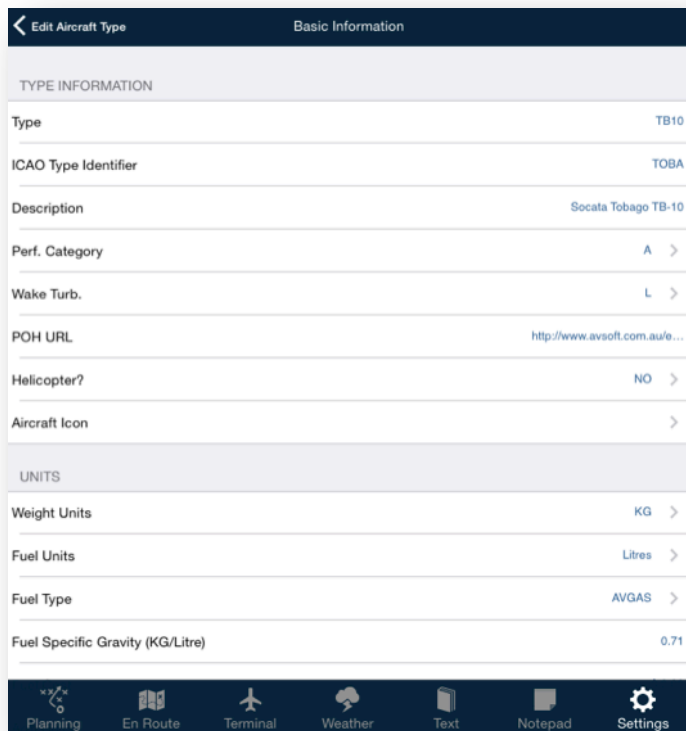 Edit Aircraft Type Basic Information
TYPE INFORMATION
Type TB10
ICAO Type Identifier TOBA
Description Socata Tobago TB-10
Perf. Category A
Wake Turb. L
POH URL http://www.avsoft.com.au/e...
Helicopter? NO
Aircraft Icon
UNITS
Weight Units KG
Fuel Units Litres
Fuel Type AVGAS
Fuel Specific Gravity (KG/Litre) 0.71
Planning En Route Terminal Weather Text Notepad Settings